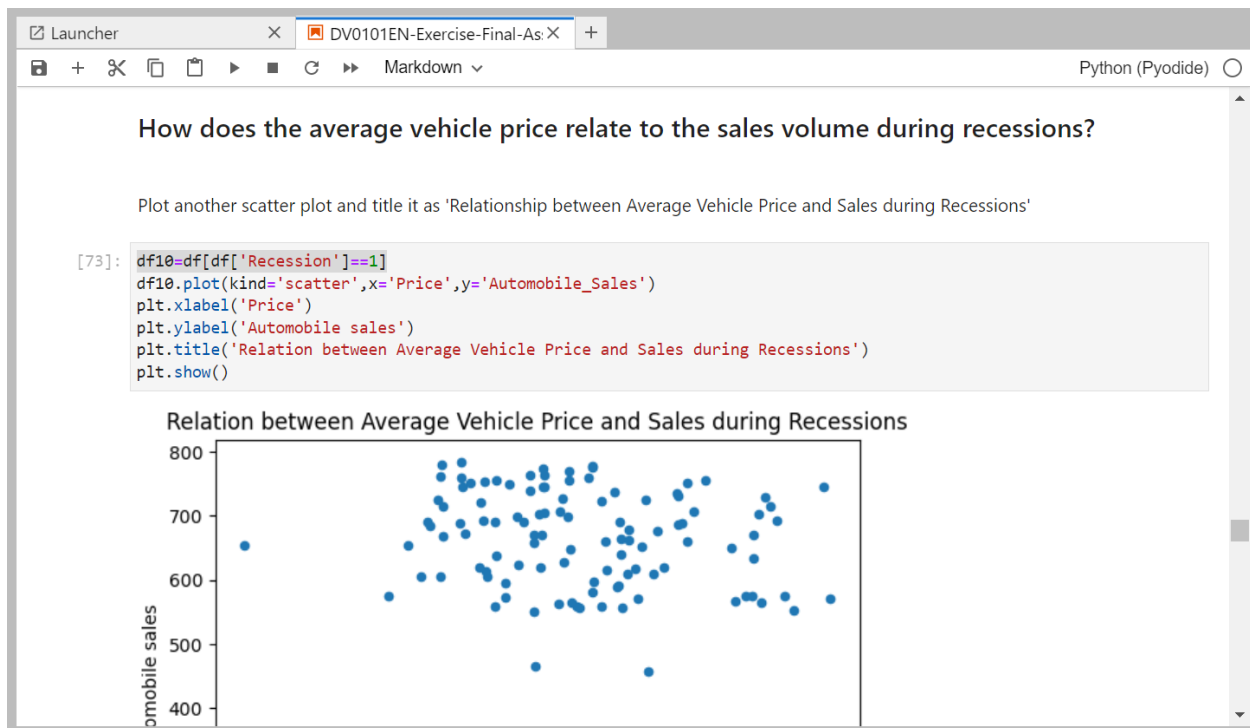 Launcher
DV0101EN-Exercise-Final-As:
Markdown
Python (Pyodide)
How does the average vehicle price relate to the sales volume during recessions?
Plot another scatter plot and title it as 'Relationship between Average Vehicle Price and Sales during Recessions'
[73]:
df10=df[df['Recession']==1]
df10.plot(kind='scatter',x='Price',y='Automobile_Sales')
plt.xlabel('Price')
plt.ylabel('Automobile sales')
plt.title('Relation between Average Vehicle Price and Sales during Recessions')
plt.show()
Relation between Average Vehicle Price and Sales during Recessions
800
700
600
500
400
omobile sales